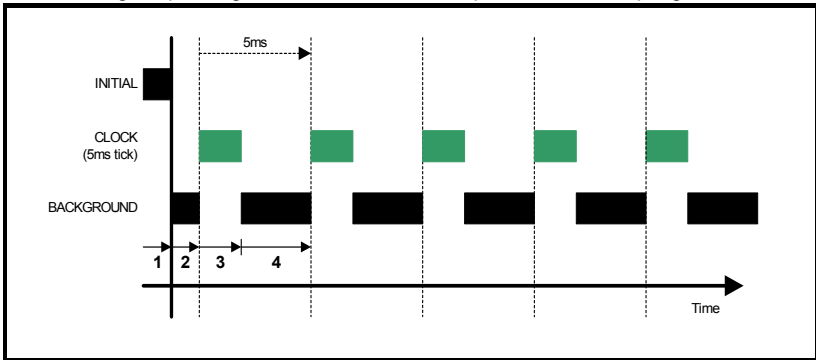 5ms
INITIAL
CLOCK
(5ms tick)
BACKGROUND
1 2 3 4
Time